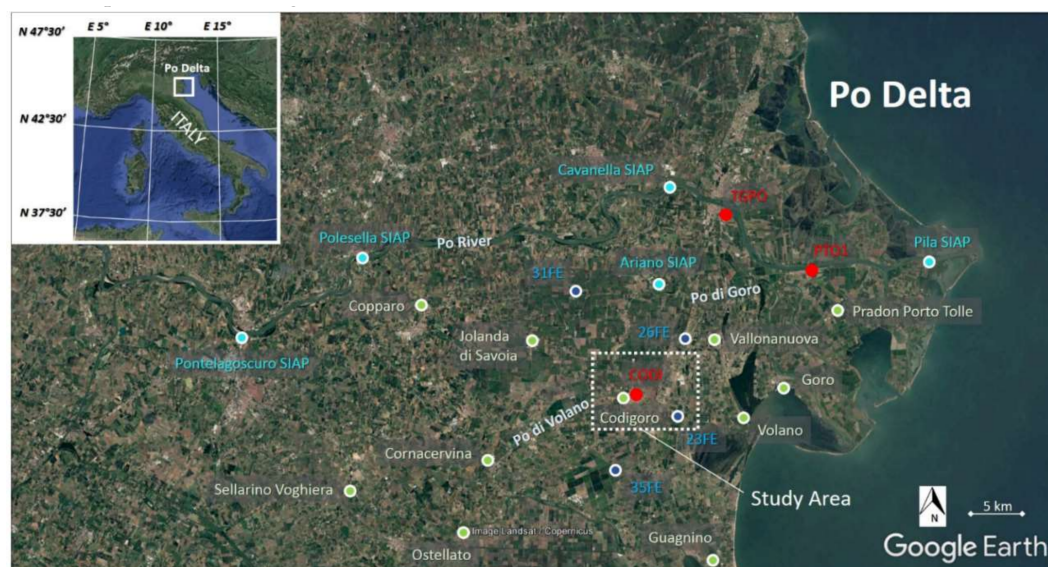 E 5° E 10° E 15°
N 47°30'
Po Delta
ITALY
N 42°30'
N 37°30'
Po Delta
Cavanella SIAP
TGPO
Polesella SIAP
Po River
PTO1
Pila SIAP
31FE
Ariano SIAP
Po di Goro
Copparo
Pradon Porto Tolle
Jolanda
di Savoia
26FE
Vallonanuova
Pontelagoscuro SIAP
CODI
Goro
Po di Volano
Codigoro
Volano
23FE
Cornacervina
35FE
Sellarino Voghiera
Study Area
N
5 km
Image Landsat / Copernicus
Ostellato
Guagnino
Google Earth